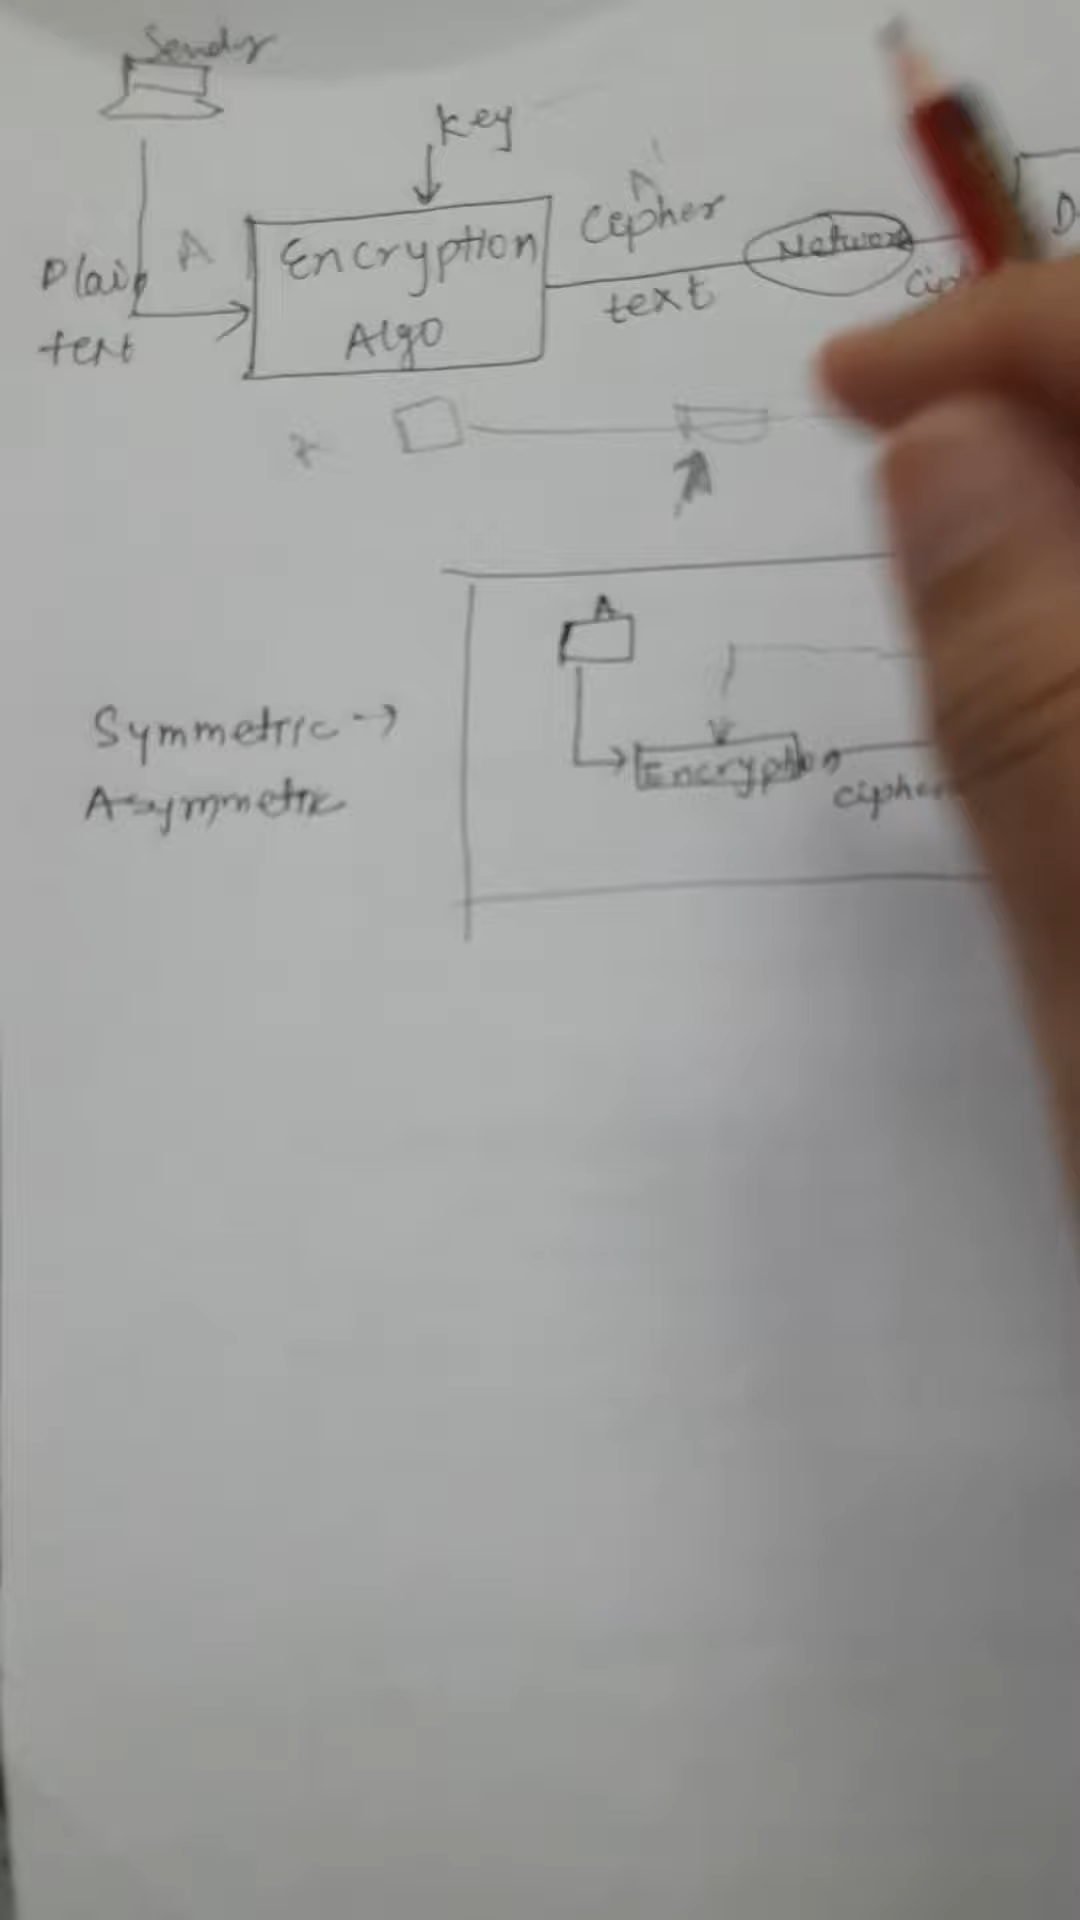 Sender
key
Plain A
text
Encryption
Algo
Cipher
text
Network
D
A
Symmetric →
Asymmetric
Encryption
cipher